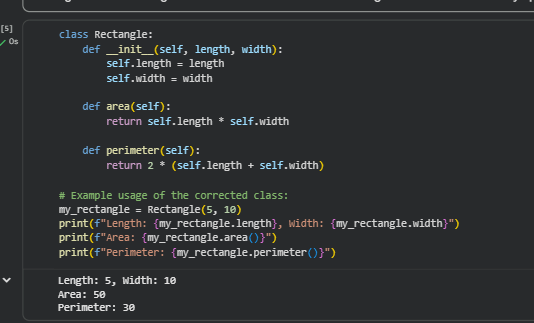 [5]
0s
class Rectangle:
    def __init__(self, length, width):
        self.length = length
        self.width = width

    def area(self):
        return self.length * self.width

    def perimeter(self):
        return 2 * (self.length + self.width)

# Example usage of the corrected class:
my_rectangle = Rectangle(5, 10)
print(f"Length: {my_rectangle.length}, Width: {my_rectangle.width}")
print(f"Area: {my_rectangle.area()}")
print(f"Perimeter: {my_rectangle.perimeter()}")
Length: 5, Width: 10
Area: 50
Perimeter: 30